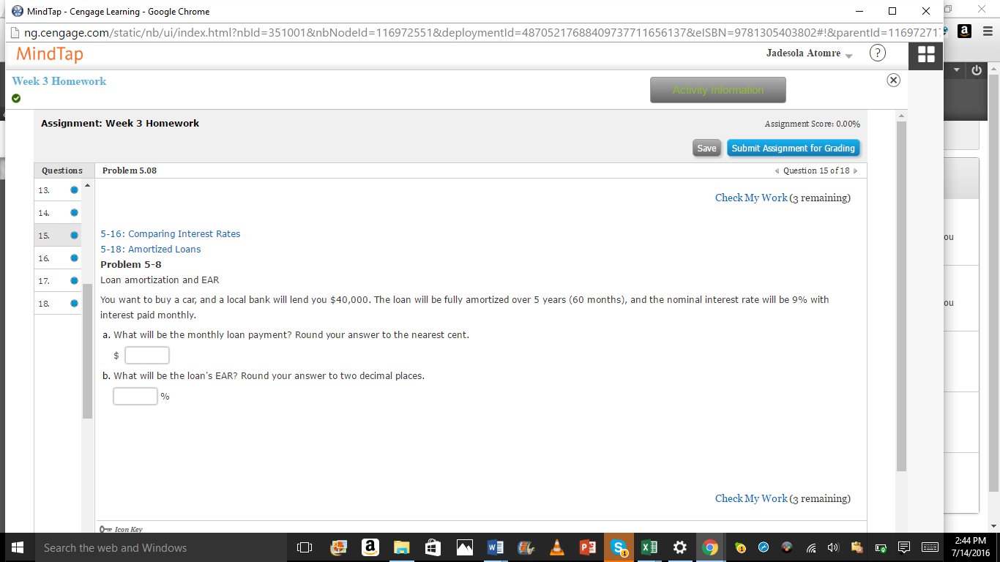 MindTap - Cengage Learning - Google Chrome
ng.cengage.com/static/nb/ui/index.html?nbId=351001&nbNodeId=116972551&deploymentId=48705217688409737711656137&eISBN=9781305403802#!&parentId=11697271
MindTap
Jadesola Atomre
?
Week 3 Homework
Activity Information
Assignment: Week 3 Homework
Assignment Score: 0.00%
Save
Submit Assignment for Grading
Questions
Problem 5.08
Question 15 of 18
13.
14.
15.
16.
17.
18.
Check My Work (3 remaining)
5-16: Comparing Interest Rates
5-18: Amortized Loans
Problem 5-8
Loan amortization and EAR
You want to buy a car, and a local bank will lend you $40,000. The loan will be fully amortized over 5 years (60 months), and the nominal interest rate will be 9% with
interest paid monthly.
a. What will be the monthly loan payment? Round your answer to the nearest cent.
$
b. What will be the loan's EAR? Round your answer to two decimal places.
%
Check My Work (3 remaining)
Icon Key
ou
ou
Search the web and Windows
2:44 PM
7/14/2016